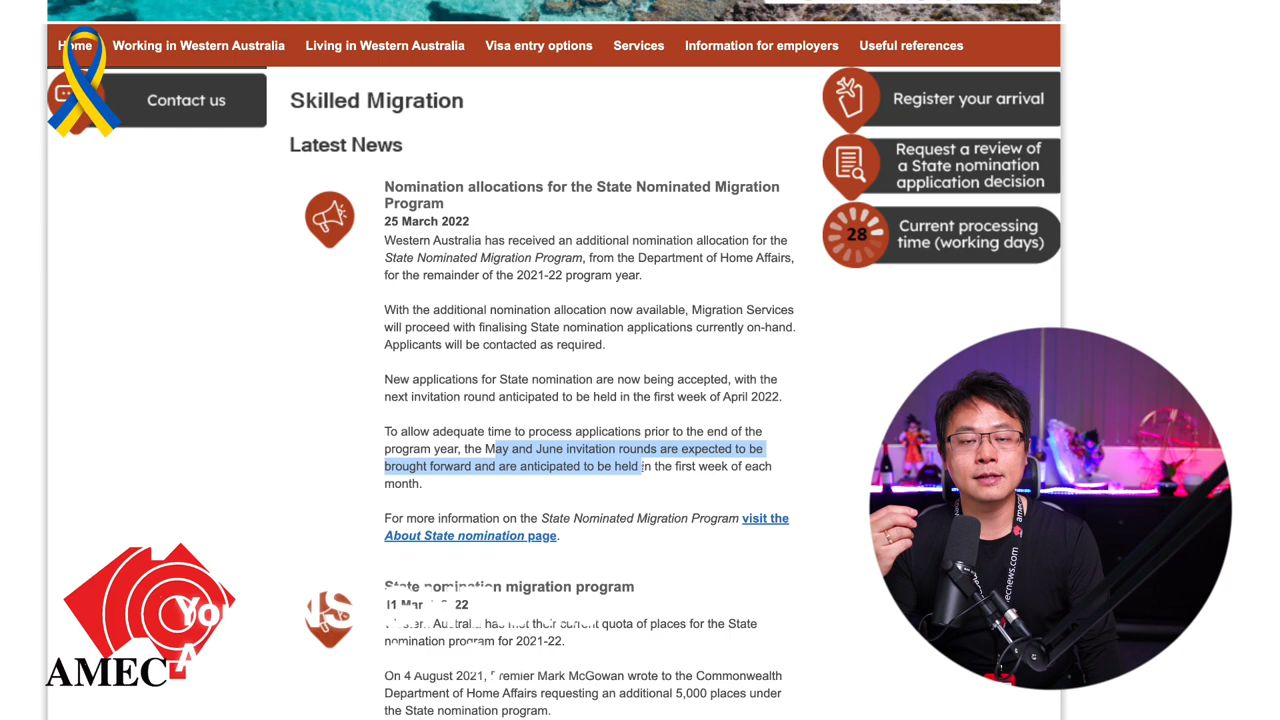 Home Working in Western Australia Living in Western Australia Visa entry options Services Information for employers Useful references
Contact us
Skilled Migration
Latest News
Nomination allocations for the State Nominated Migration
Program
25 March 2022
Western Australia has received an additional nomination allocation for the
State Nominated Migration Program, from the Department of Home Affairs,
for the remainder of the 2021-22 program year.
With the additional nomination allocation now available, Migration Services
will proceed with finalising State nomination applications currently on-hand.
Applicants will be contacted as required.
New applications for State nomination are now being accepted, with the
next invitation round anticipated to be held in the first week of April 2022.
To allow adequate time to process applications prior to the end of the
program year, the May and June invitation rounds are expected to be
brought forward and are anticipated to be held in the first week of each
month.
For more information on the State Nominated Migration Program visit the
About State nomination page.
State nomination migration program
11 March 2022
Western Australia has met their current quota of places for the State
nomination program for 2021-22.
On 4 August 2021, Premier Mark McGowan wrote to the Commonwealth
Department of Home Affairs requesting an additional 5,000 places under
the State nomination program.
Register your arrival
Request a review of
a State nomination
application decision
28
Current processing
time (working days)
AMEC